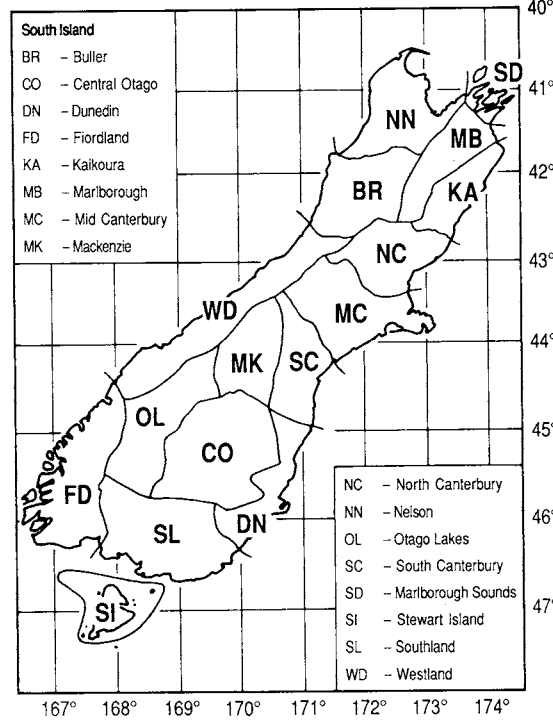 South Island
BR – Buller
CO – Central Otago
DN – Dunedin
FD – Fiordland
KA – Kaikoura
MB – Marlborough
MC – Mid Canterbury
MK – Mackenzie
40°
SD
41°
NN
MB
42°
BR
KA
NC
43°
WD
MC
MK
SC
44°
OL
45°
CO
FD
SL
DN
46°
SI
47°
NC – North Canterbury
NN – Nelson
OL – Otago Lakes
SC – South Canterbury
SD – Marlborough Sounds
SI – Stewart Island
SL – Southland
WD – Westland
167° 168° 169° 170° 171° 172° 173° 174°